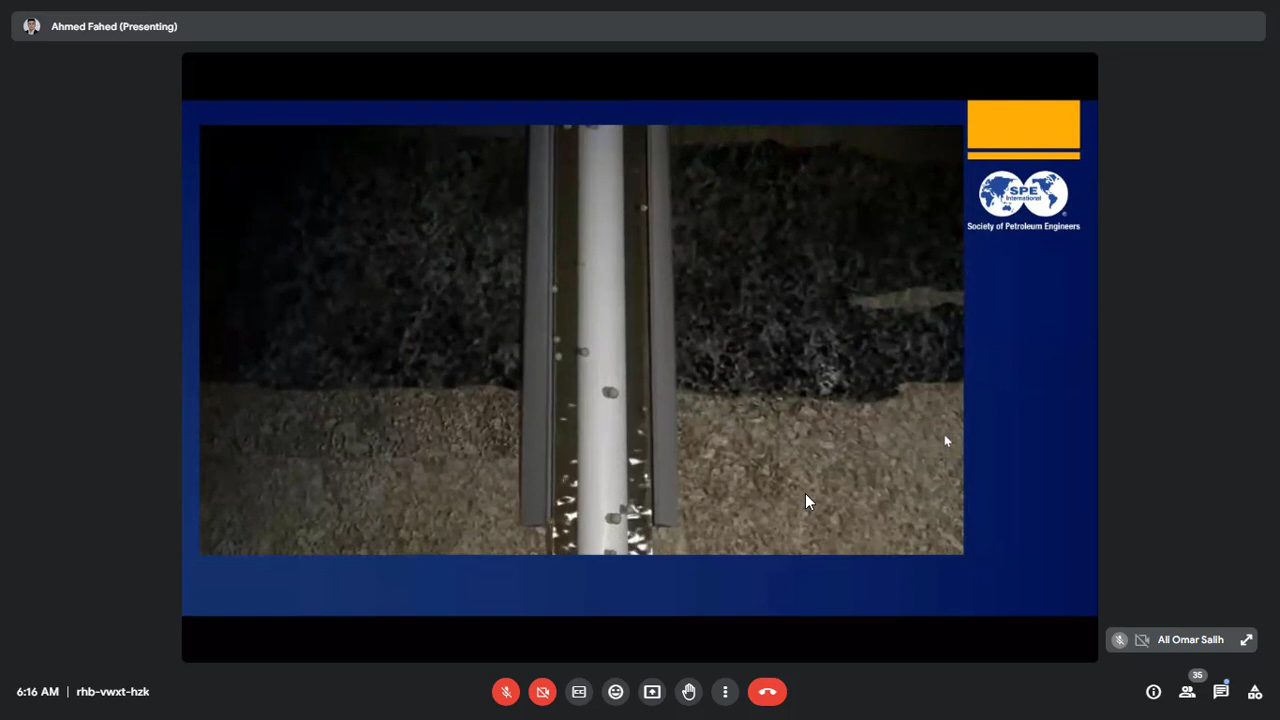 Ahmed Fahed (Presenting)
SPE
International
Society of Petroleum Engineers
Ali Omar Salih
35
6:16 AM | rhb-vwxt-hzk